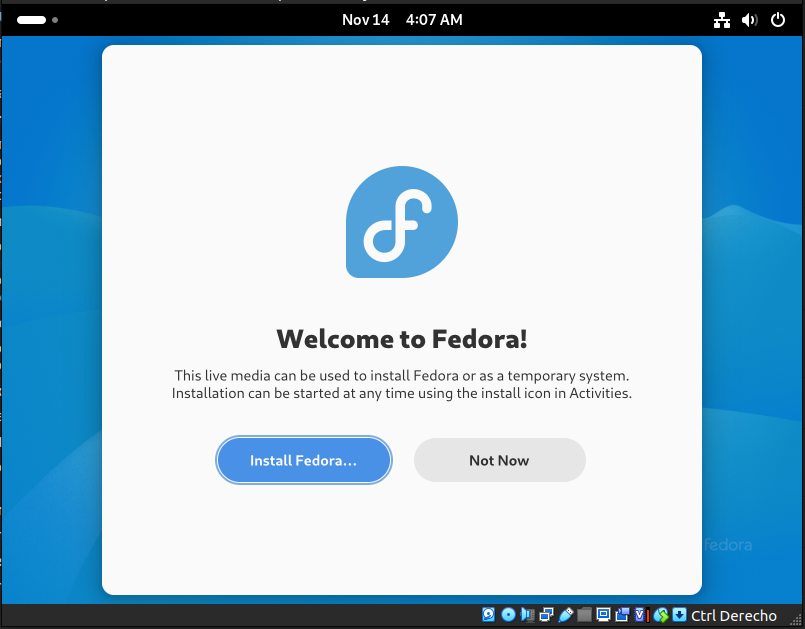 Nov 14 4:07 AM
Welcome to Fedora!
This live media can be used to install Fedora or as a temporary system.
Installation can be started at any time using the install icon in Activities.
Install Fedora...
Not Now
fedora
Ctrl Derecho